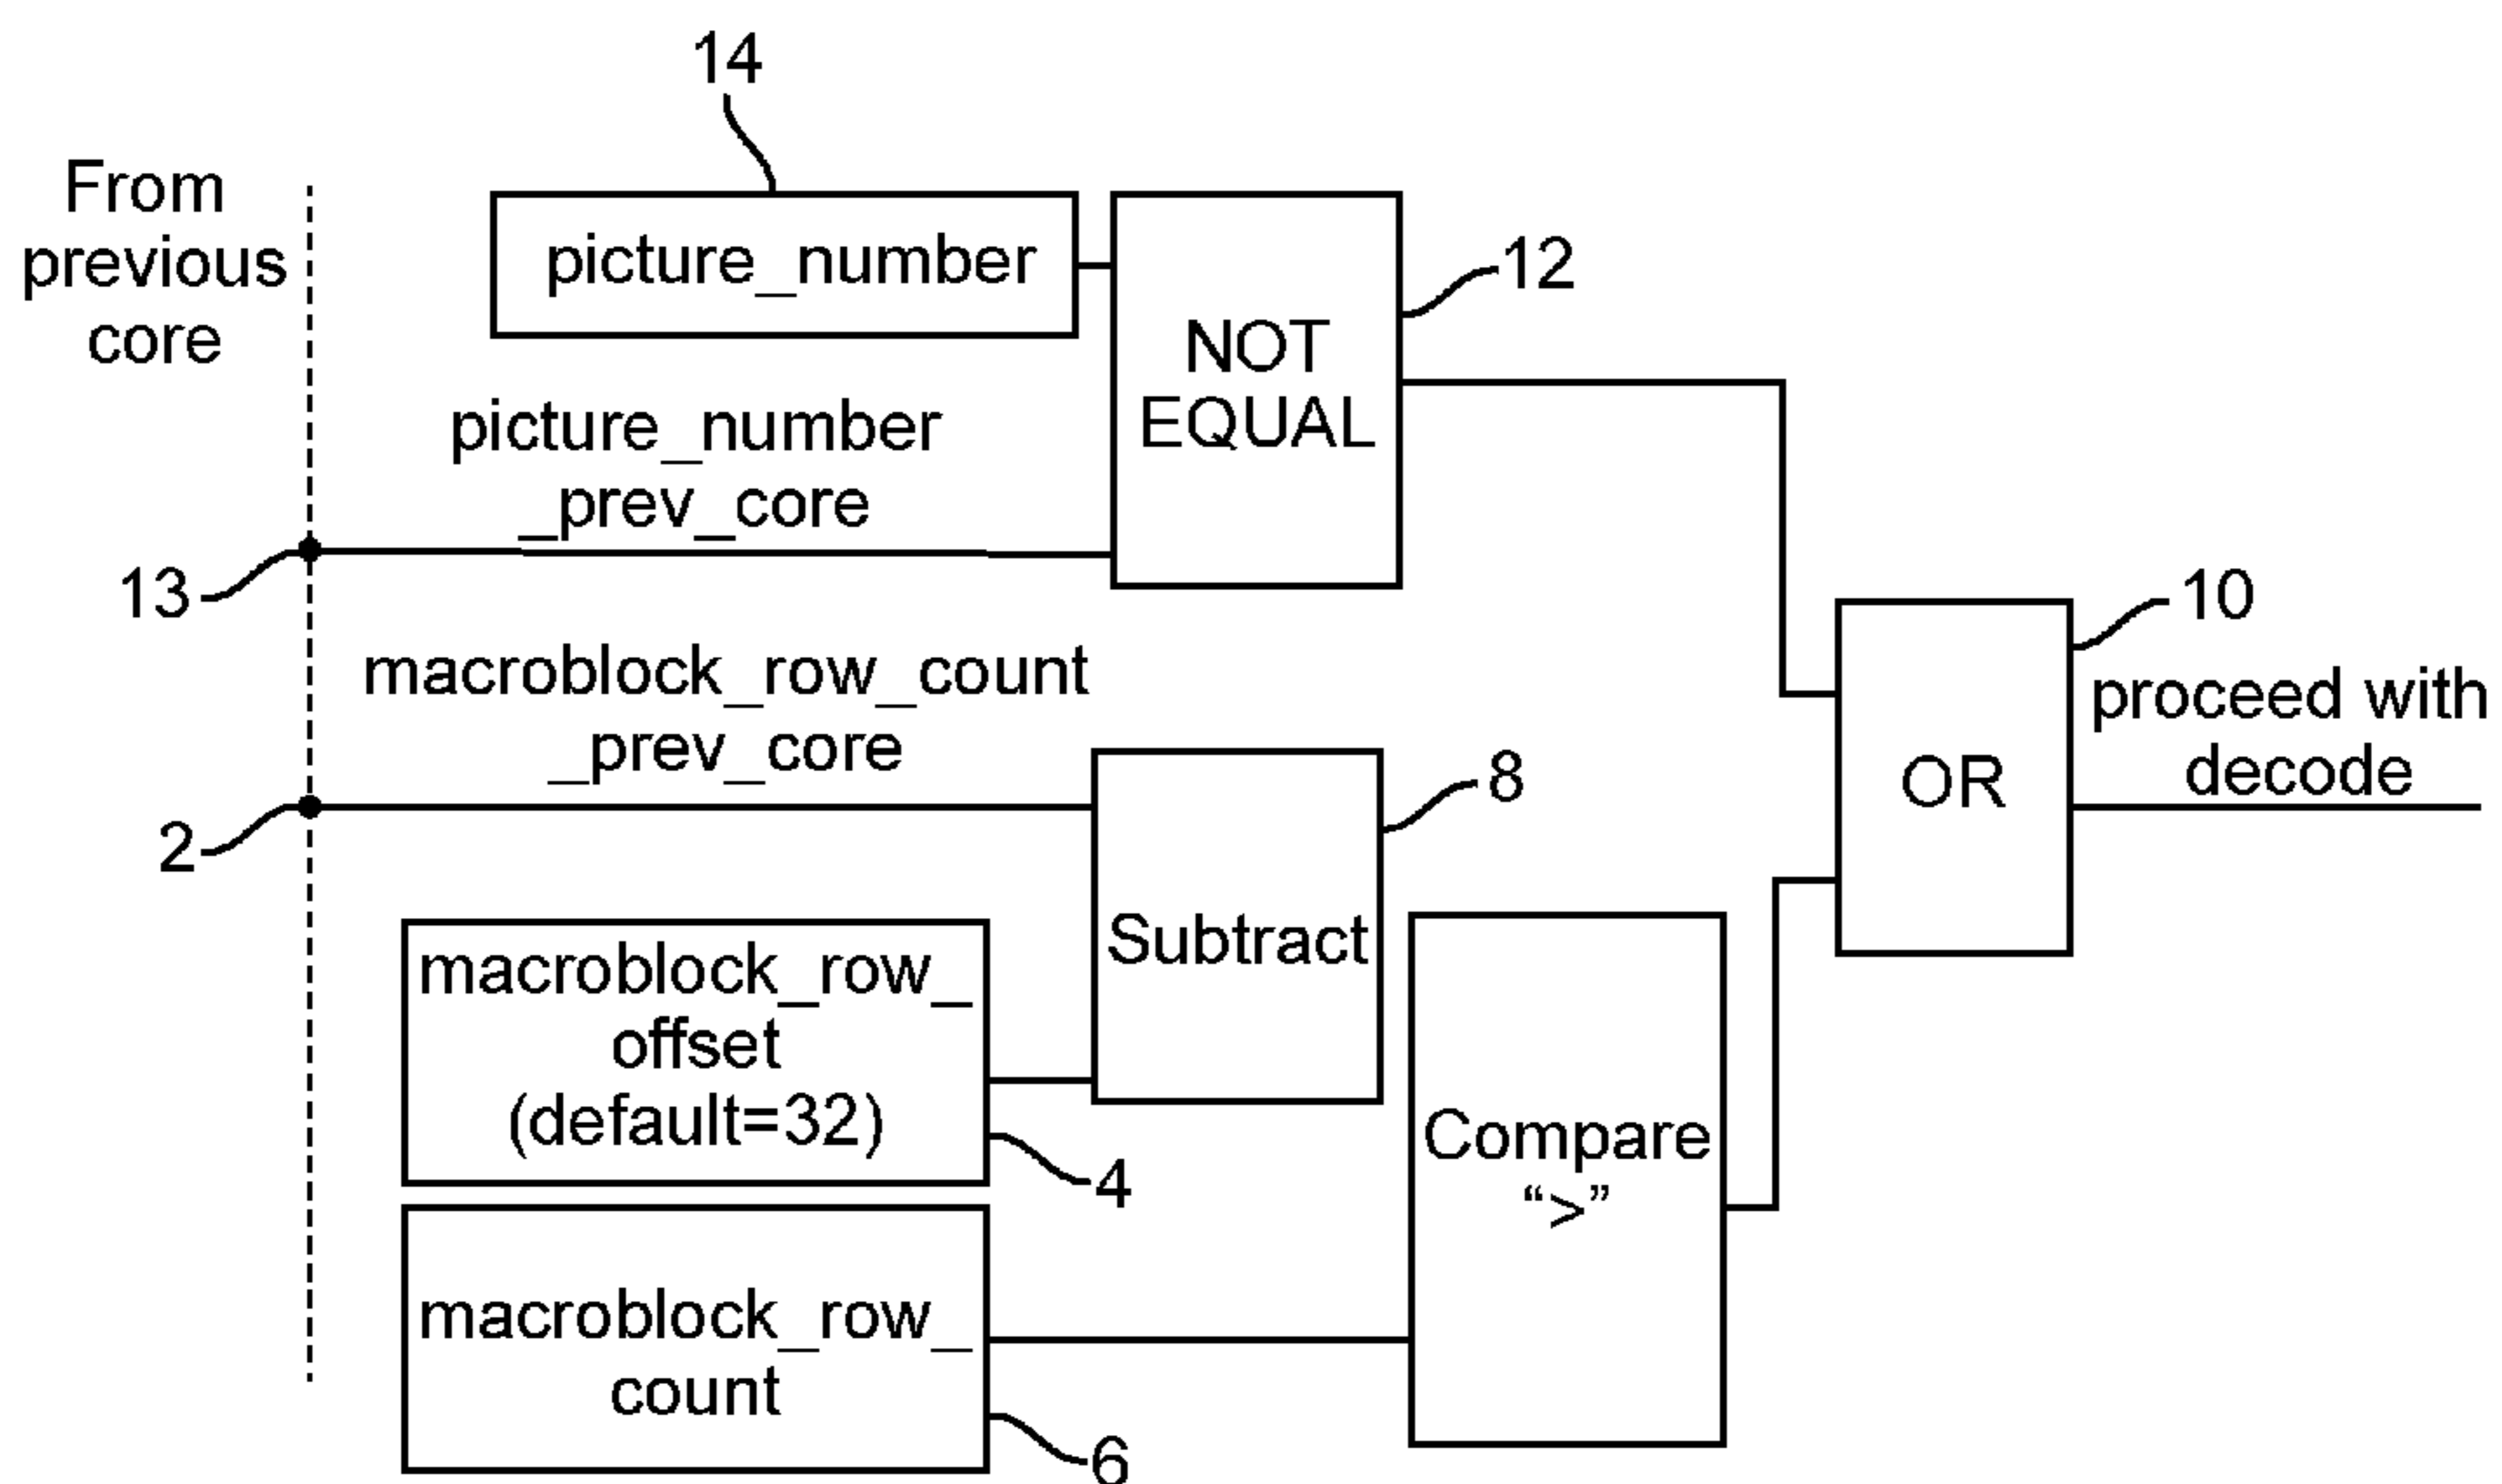 14
From
previous
core
picture_number
12
NOT
EQUAL
picture_number
_prev_core
13
10
macroblock_row_count
_prev_core
proceed with
decode
OR
8
2
Subtract
macroblock_row_
offset
(default=32)
4
Compare
“>”
macroblock_row_
count
6